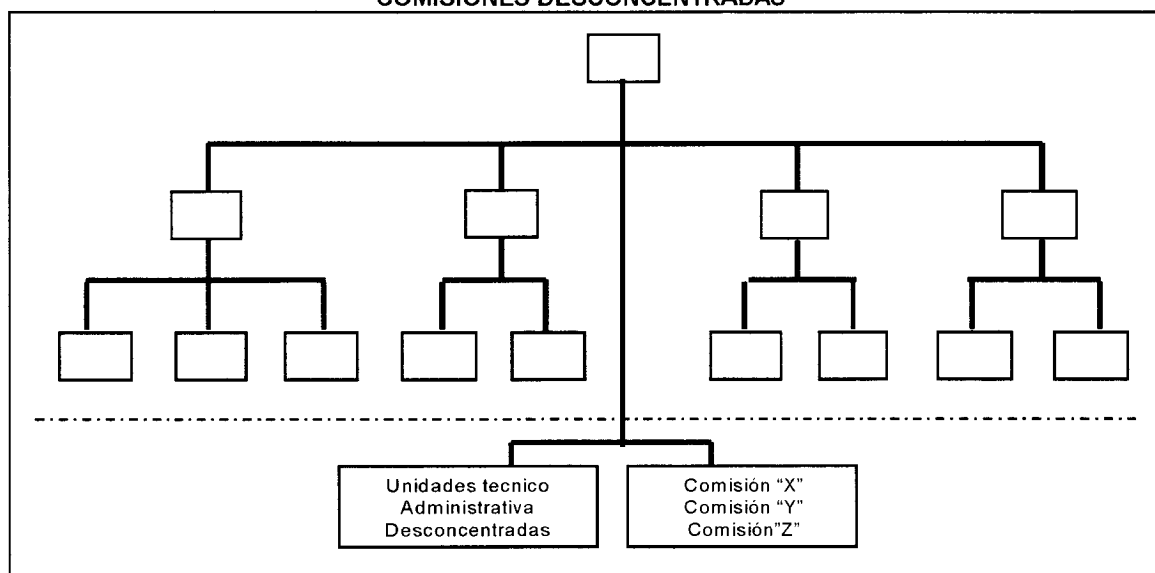 COMISIONES DESCONCENTRADAS
Unidades tecnico
Administrativa
Desconcentradas
Comisión "X"
Comisión "Y"
Comisión"Z"